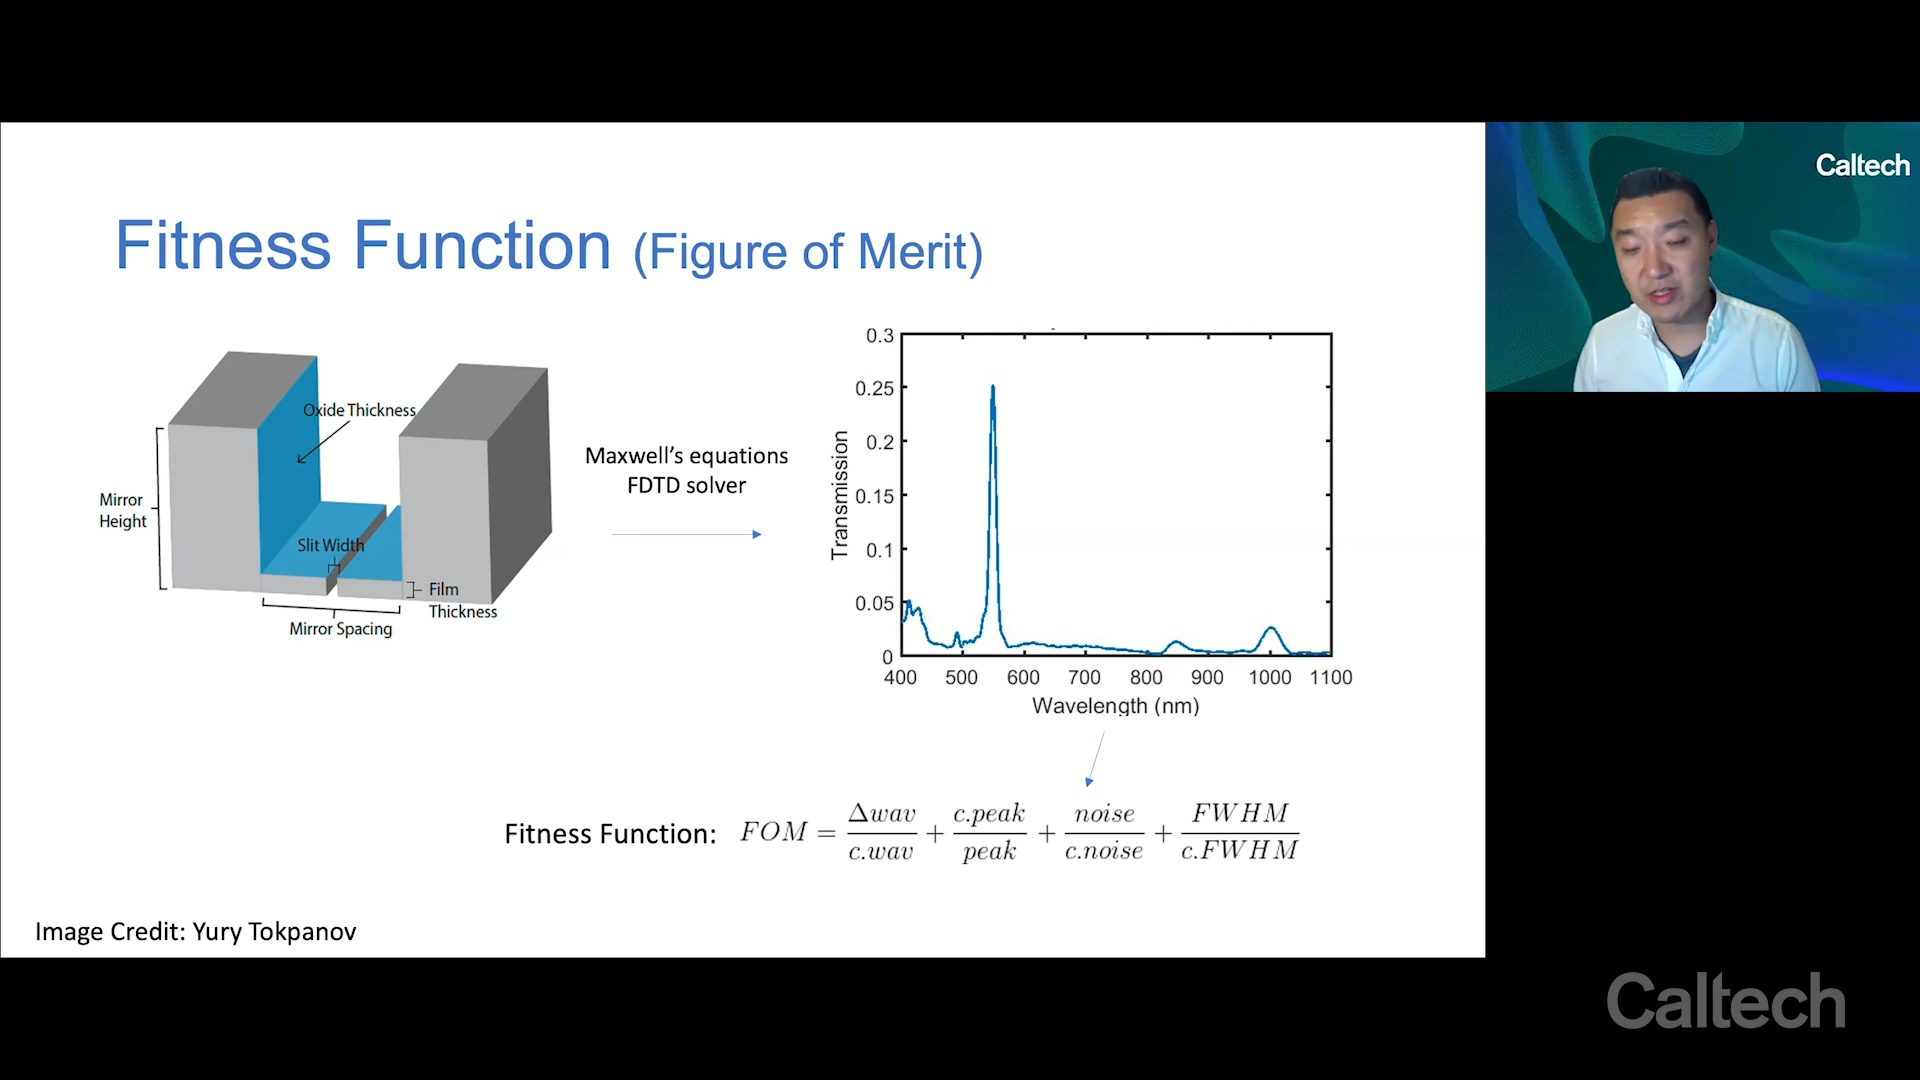 Caltech
Fitness Function (Figure of Merit)
Oxide Thickness
Mirror
Height
Slit Width
Film
Thickness
Mirror Spacing
Maxwell's equations
FDTD solver
Transmission
0.3
0.25
0.2
0.15
0.1
0.05
0
400 500 600 700 800 900 1000 1100
Wavelength (nm)
Fitness Function: FOM = Δwav/c.wav + c.peak/peak + noise/c.noise + FWHM/c.FWHM
Image Credit: Yury Tokpanov
Caltech